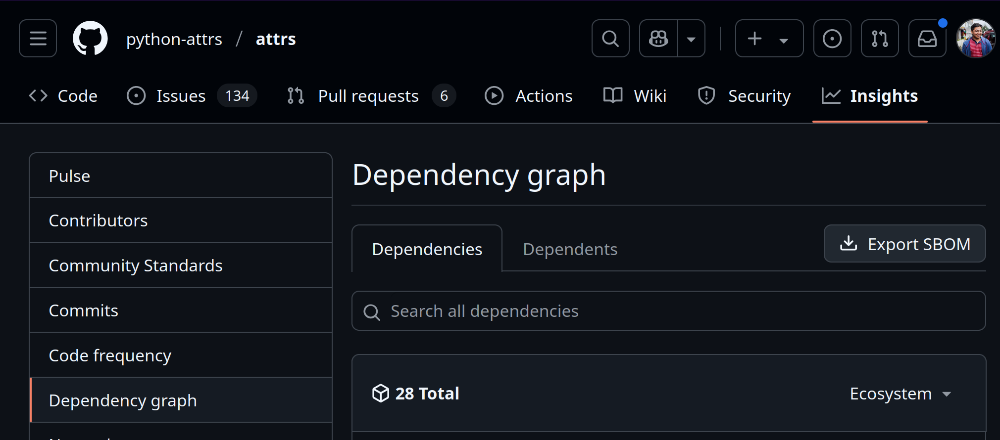 python-attrs / attrs
Code Issues 134 Pull requests 6 Actions Wiki Security Insights
Pulse
Contributors
Community Standards
Commits
Code frequency
Dependency graph
Dependency graph
Dependencies Dependents Export SBOM
Search all dependencies
28 Total Ecosystem